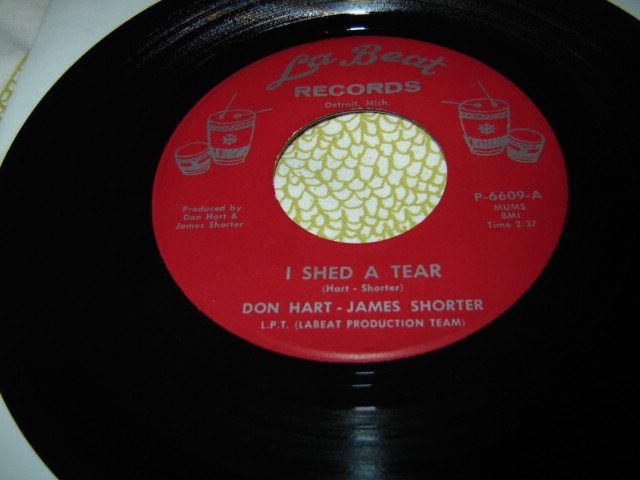 La Beat
RECORDS
Detroit, Mich.
Produced by
Don Hart &
James Shorter
P-6609-A
MUMS
BMI
Time 2:37
I SHED A TEAR
(Hart - Shorter)
DON HART - JAMES SHORTER
L.P.T. (LABEAT PRODUCTION TEAM)